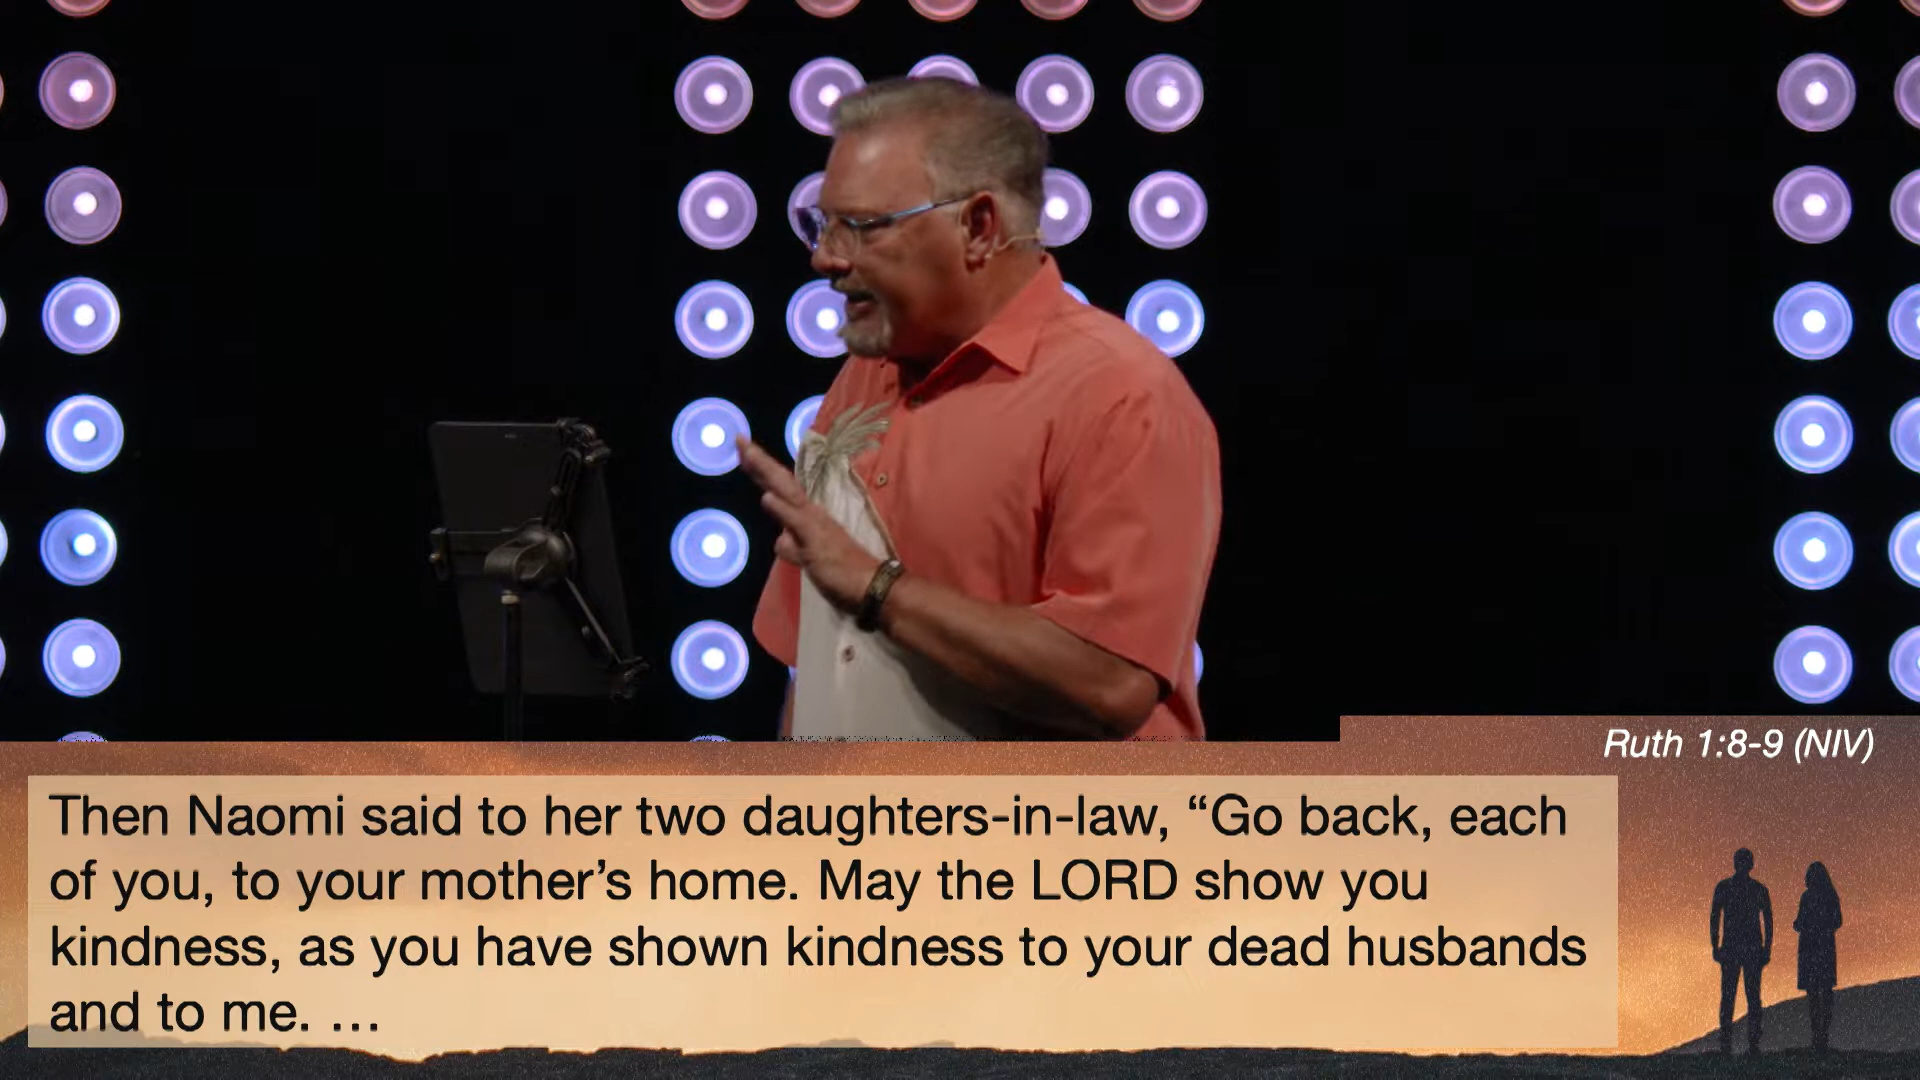 Ruth 1:8-9 (NIV)
Then Naomi said to her two daughters-in-law, “Go back, each
of you, to your mother’s home. May the LORD show you
kindness, as you have shown kindness to your dead husbands
and to me. …